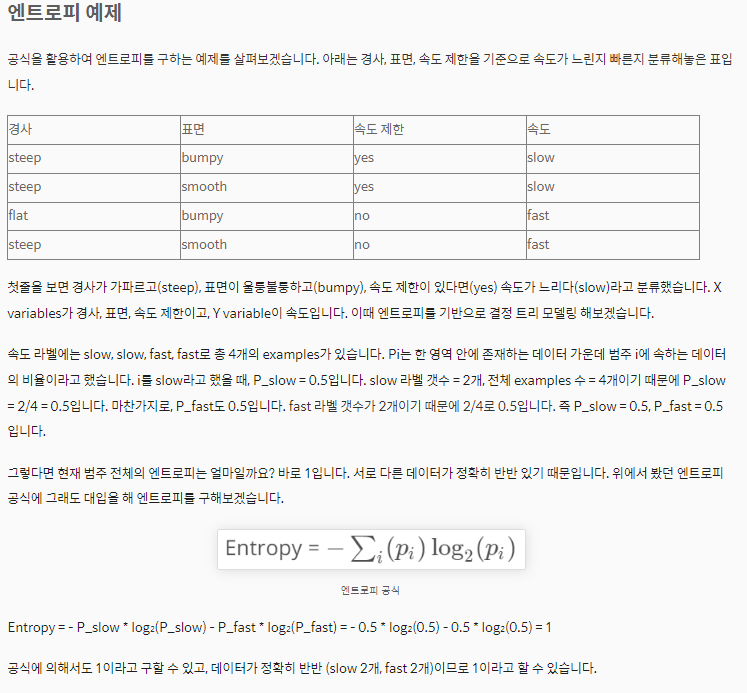 엔트로피 예제
공식을 활용하여 엔트로피를 구하는 예제를 살펴보겠습니다. 아래는 경사, 표면, 속도 제한을 기준으로 속도가 느린지 빠른지 분류해놓은 표입
니다.
경사 표면 속도 제한 속도
steep bumpy yes slow
steep smooth yes slow
flat bumpy no fast
steep smooth no fast
첫줄을 보면 경사가 가파르고(steep), 표면이 울퉁불퉁하고(bumpy), 속도 제한이 있다면(yes) 속도가 느리다(slow)라고 분류했습니다. X
variables가 경사, 표면, 속도 제한이고, Y variable이 속도입니다. 이때 엔트로피를 기반으로 결정 트리 모델링 해보겠습니다.
속도 라벨에는 slow, slow, fast, fast로 총 4개의 examples가 있습니다. Pi는 한 영역 안에 존재하는 데이터 가운데 범주 i에 속하는 데이터
의 비율이라고 했습니다. i를 slow라고 했을 때, P_slow = 0.5입니다. slow 라벨 갯수 = 2개, 전체 examples 수 = 4개이기 때문에 P_slow
= 2/4 = 0.5입니다. 마찬가지로, P_fast도 0.5입니다. fast 라벨 갯수가 2개이기 때문에 2/4로 0.5입니다. 즉 P_slow = 0.5, P_fast = 0.5
입니다.
그렇다면 현재 범주 전체의 엔트로피는 얼마일까요? 바로 1입니다. 서로 다른 데이터가 정확히 반반 있기 때문입니다. 위에서 봤던 엔트로피
공식에 그래도 대입을 해 엔트로피를 구해보겠습니다.
Entropy = − ∑ᵢ(pᵢ) log₂(pᵢ)
엔트로피 공식
Entropy = - P_slow * log₂(P_slow) - P_fast * log₂(P_fast) = - 0.5 * log₂(0.5) - 0.5 * log₂(0.5) = 1
공식에 의해서도 1이라고 구할 수 있고, 데이터가 정확히 반반 (slow 2개, fast 2개)이므로 1이라고 할 수 있습니다.